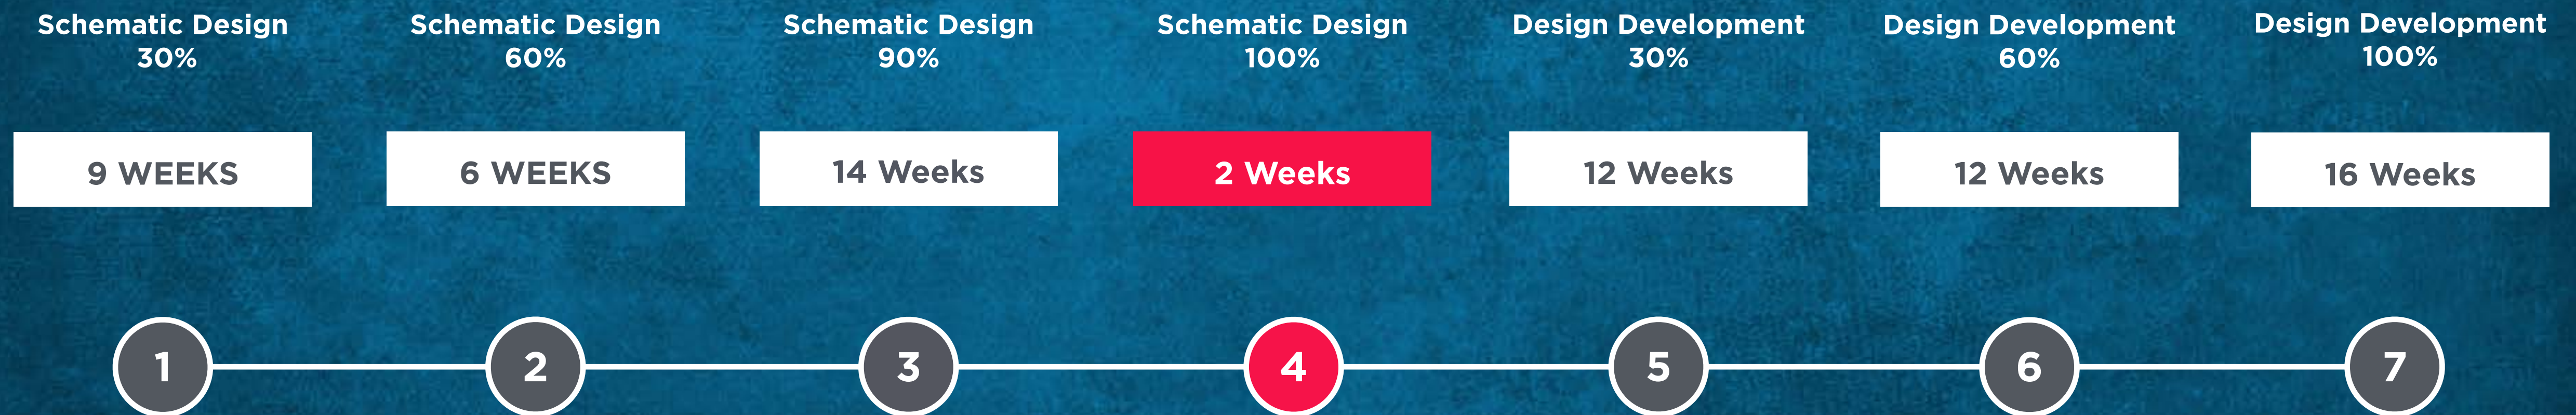 Schematic Design
30%
Schematic Design
60%
Schematic Design
90%
Schematic Design
100%
Design Development
30%
Design Development
60%
Design Development
100%
9 WEEKS
6 WEEKS
14 Weeks
2 Weeks
12 Weeks
12 Weeks
16 Weeks
1
2
3
4
5
6
7